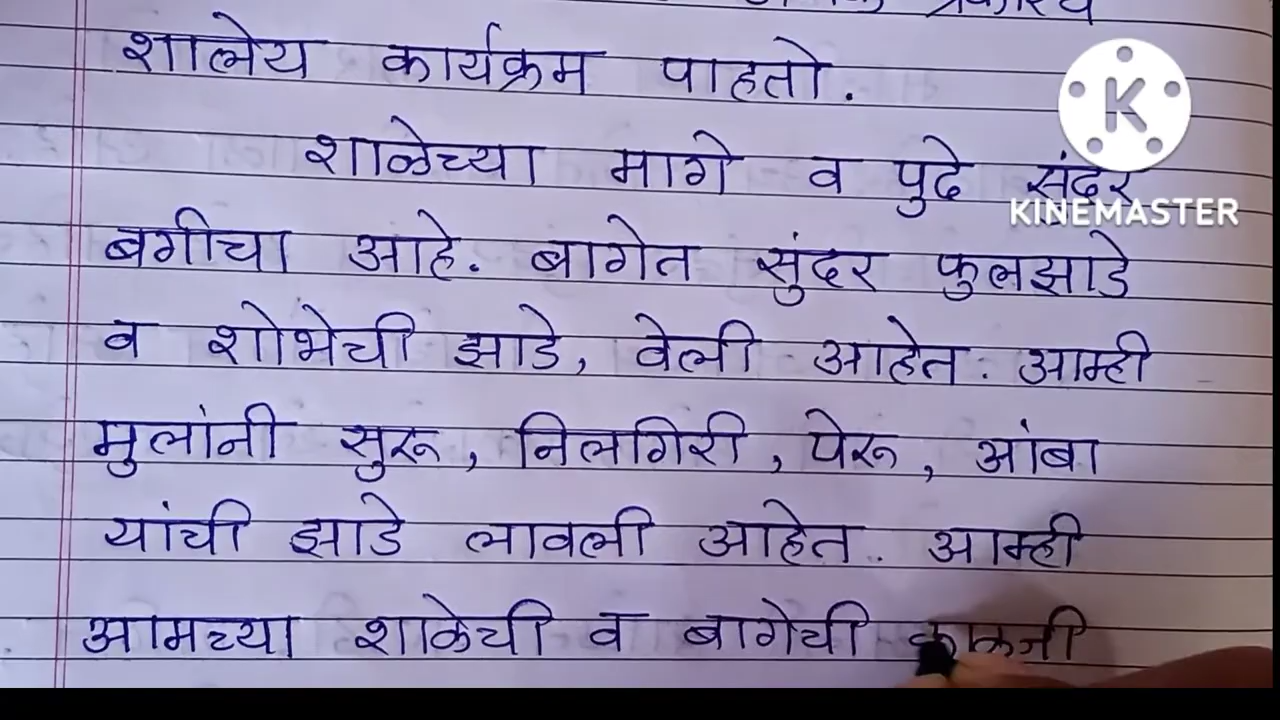 शालेय कार्यक्रम पाहतो.
शाळेच्या मागे व पुढे सुंदर
बगीचा आहे. बागेत सुंदर फुलझाडे
व शोभेची झाडे, वेली आहेत. आम्ही
मुलांनी सुरू, निलगिरी, पेरू, आंबा
यांची झाडे लावली आहेत. आम्ही
आमच्या शाळेची व बागेची काळजी
K
KINEMASTER